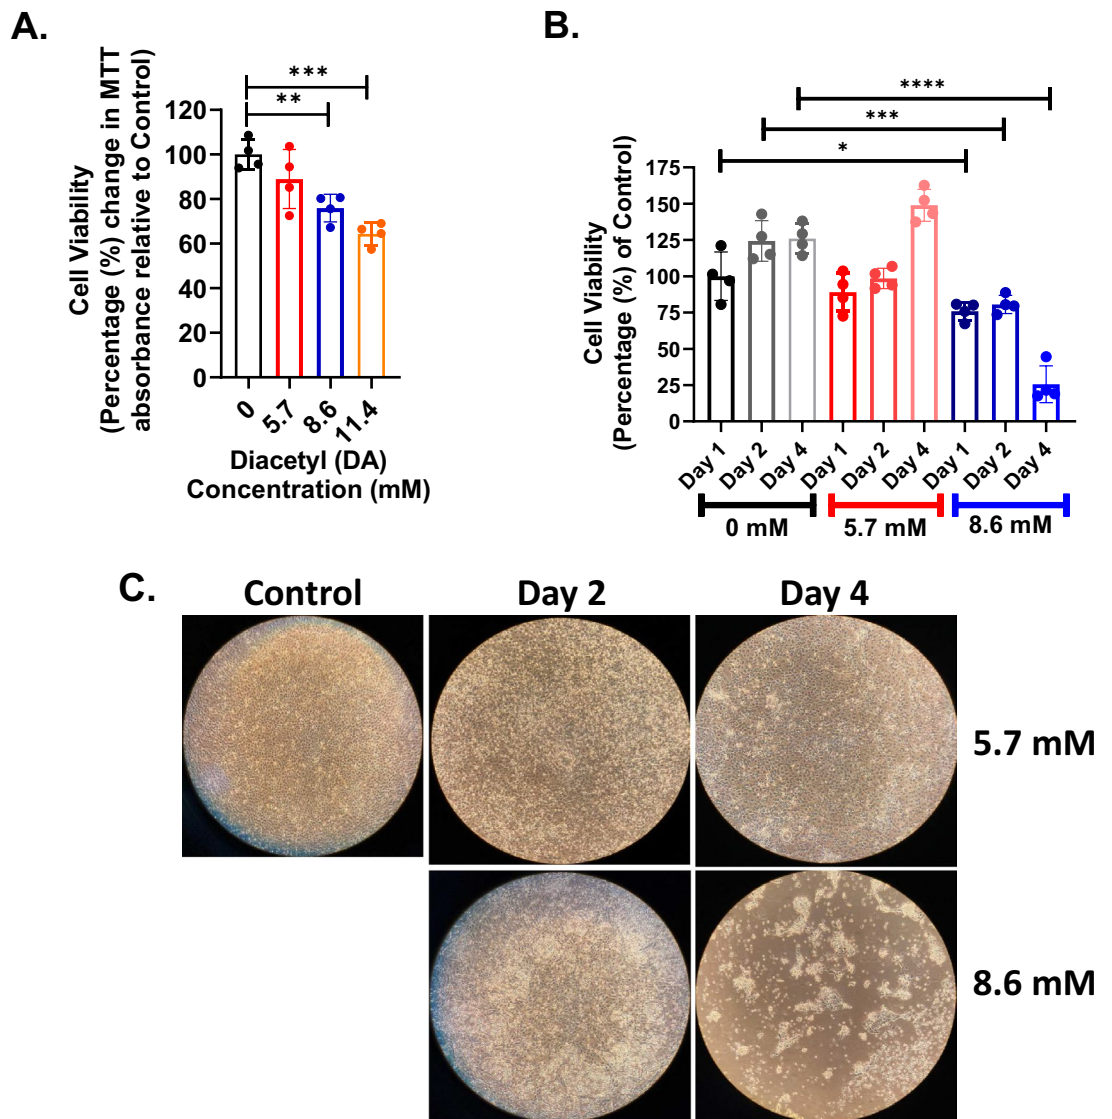 A.
***
**
Cell Viability
(Percentage (%) change in MTT
absorbance relative to Control)
120
100
80
60
40
20
0
0
5.7
8.6
11.4
Diacetyl (DA)
Concentration (mM)
B.
****
***
*
Cell Viability
(Percentage (%) of Control)
175
150
125
100
75
50
25
0
Day 1
Day 2
Day 4
Day 1
Day 2
Day 4
Day 1
Day 2
Day 4
0 mM
5.7 mM
8.6 mM
C.
Control
Day 2
Day 4
5.7 mM
8.6 mM